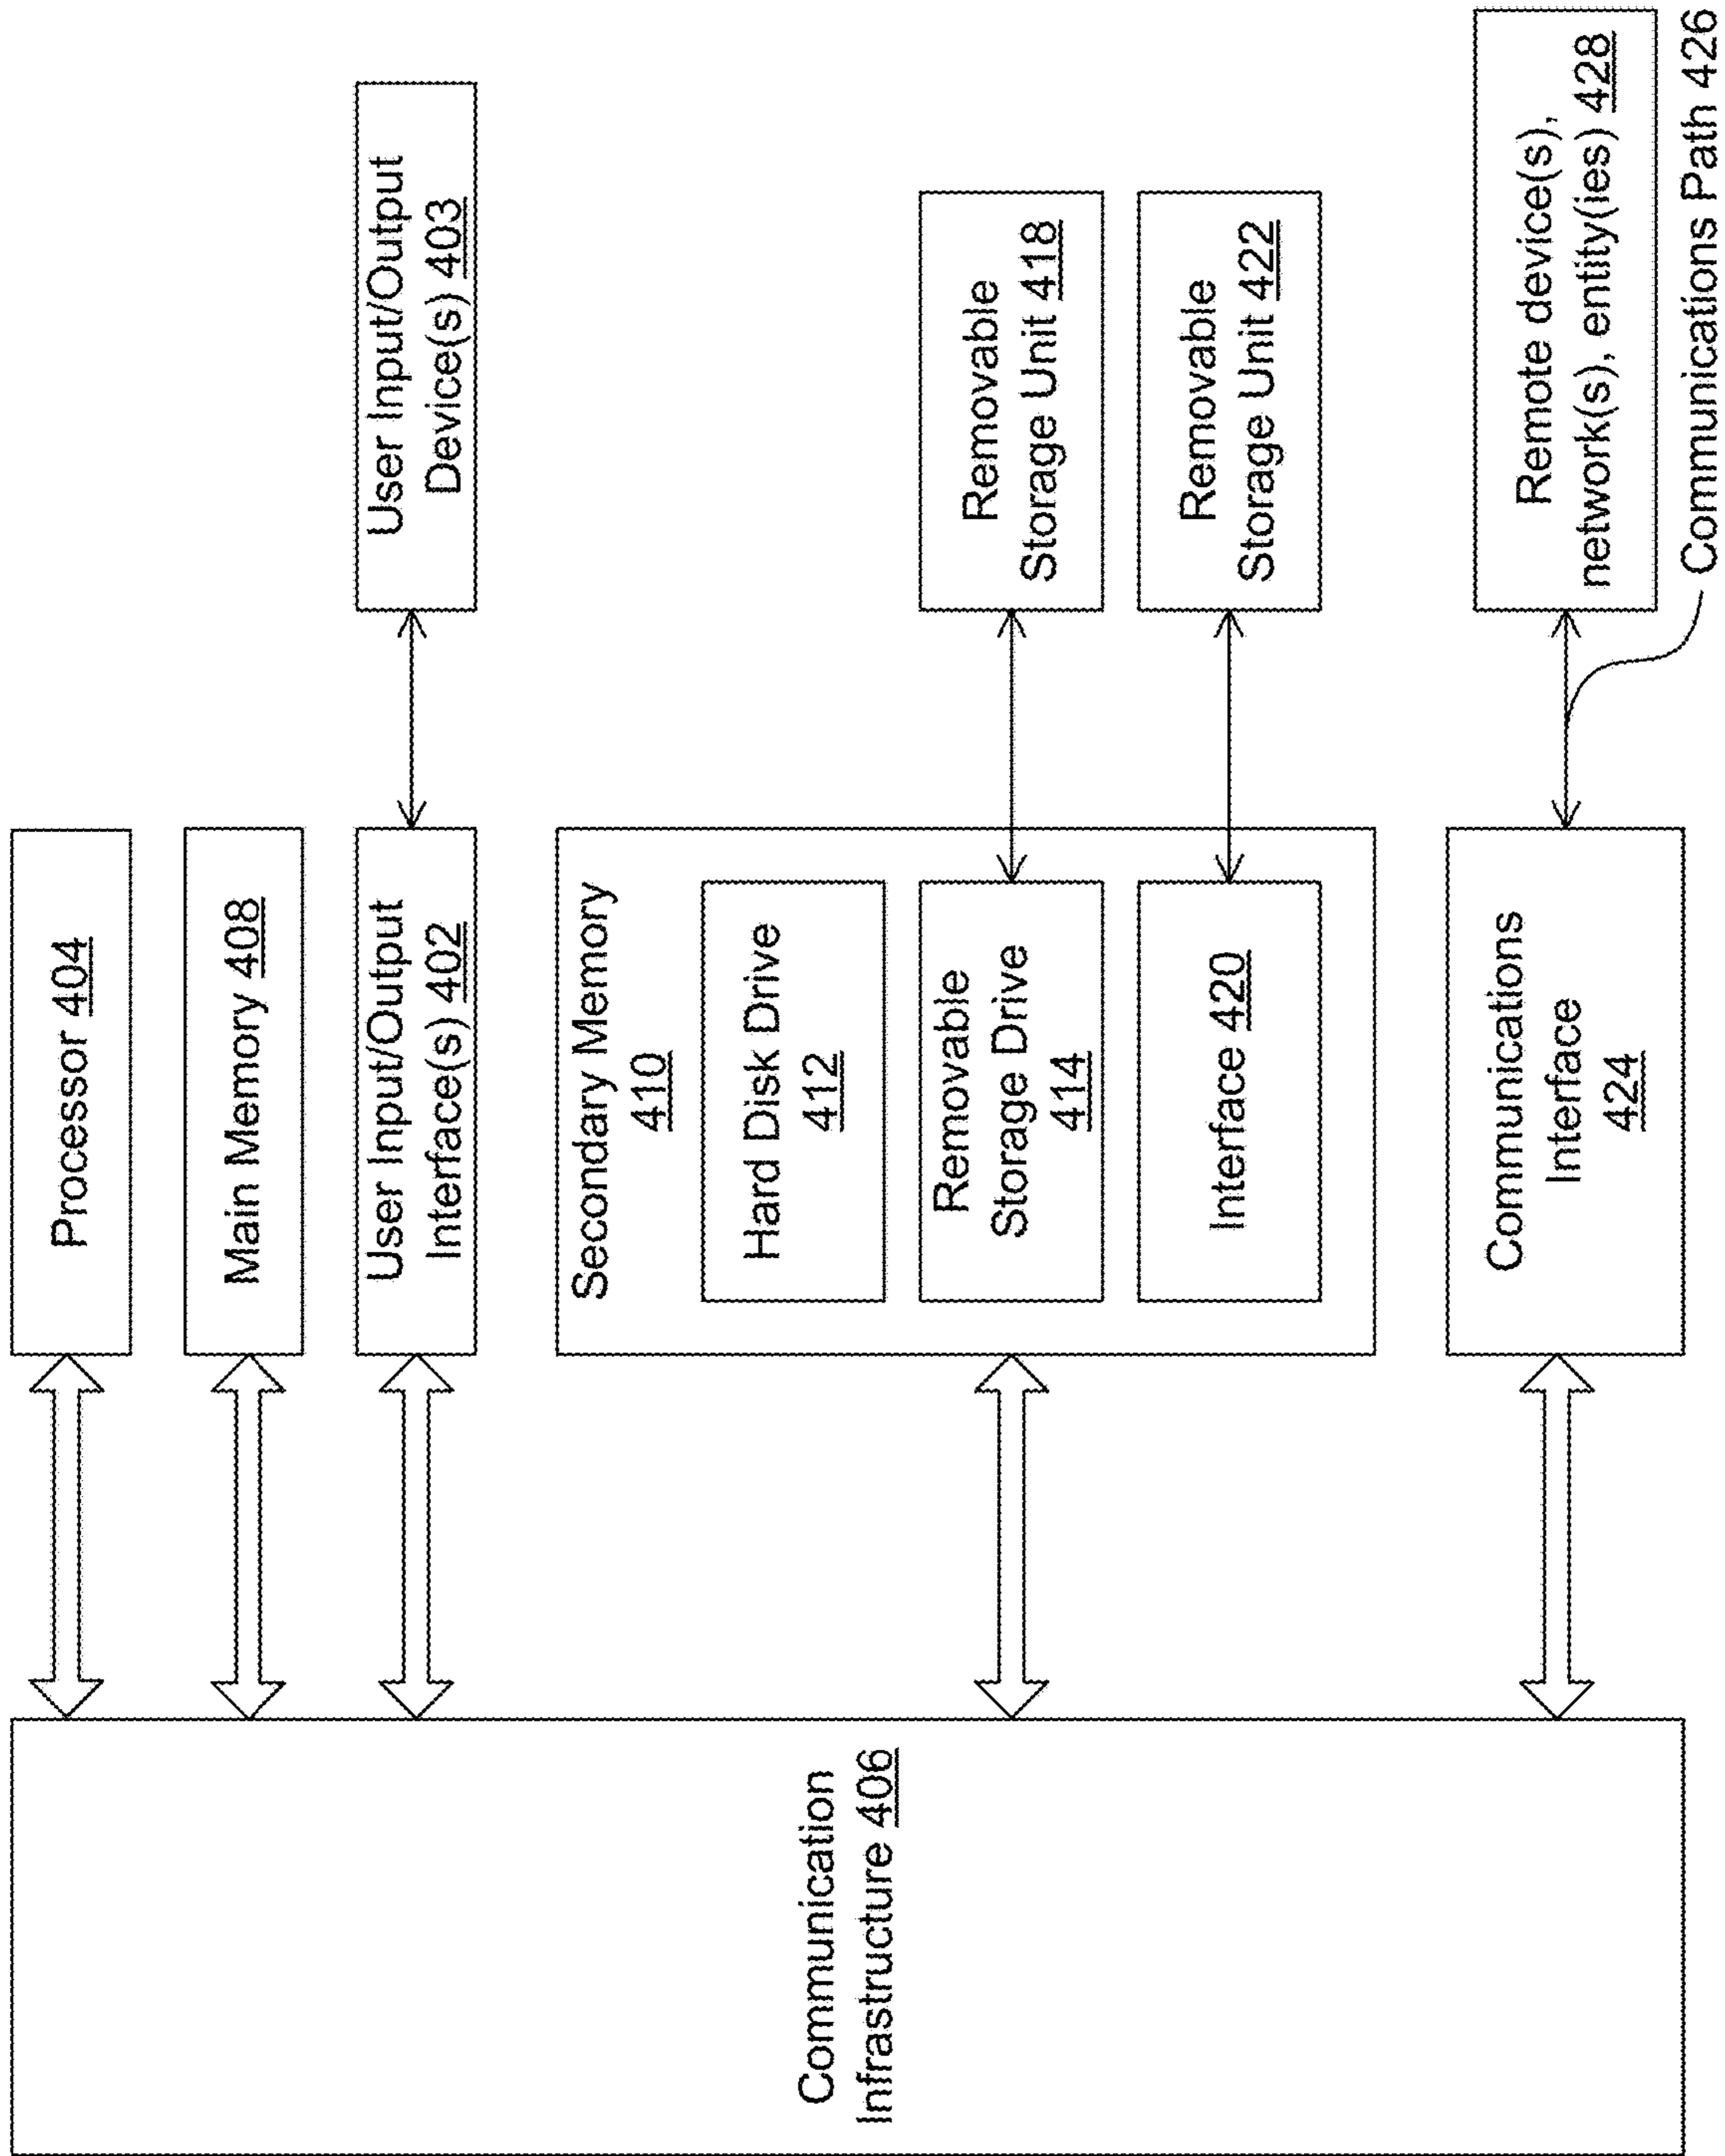 Processor 404
Main Memory 408
User Input/Output
Interface(s) 402
User Input/Output
Device(s) 403
Communication
Infrastructure 406
Secondary Memory
410
Hard Disk Drive
412
Removable
Storage Drive
414
Removable
Storage Unit 418
Interface 420
Removable
Storage Unit 422
Communications
Interface
424
Remote device(s),
network(s), entity(ies) 428
Communications Path 426